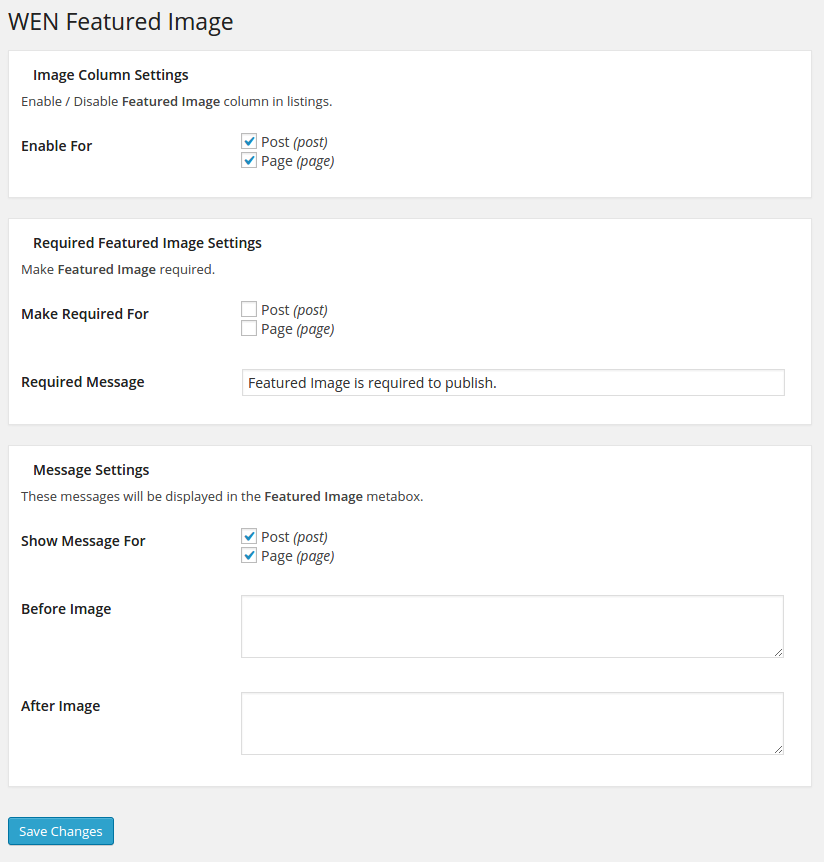 WEN Featured Image
Image Column Settings
Enable / Disable Featured Image column in listings.
Enable For
Post (post)
Page (page)
Required Featured Image Settings
Make Featured Image required.
Make Required For
Post (post)
Page (page)
Required Message
Featured Image is required to publish.
Message Settings
These messages will be displayed in the Featured Image metabox.
Show Message For
Post (post)
Page (page)
Before Image
After Image
Save Changes